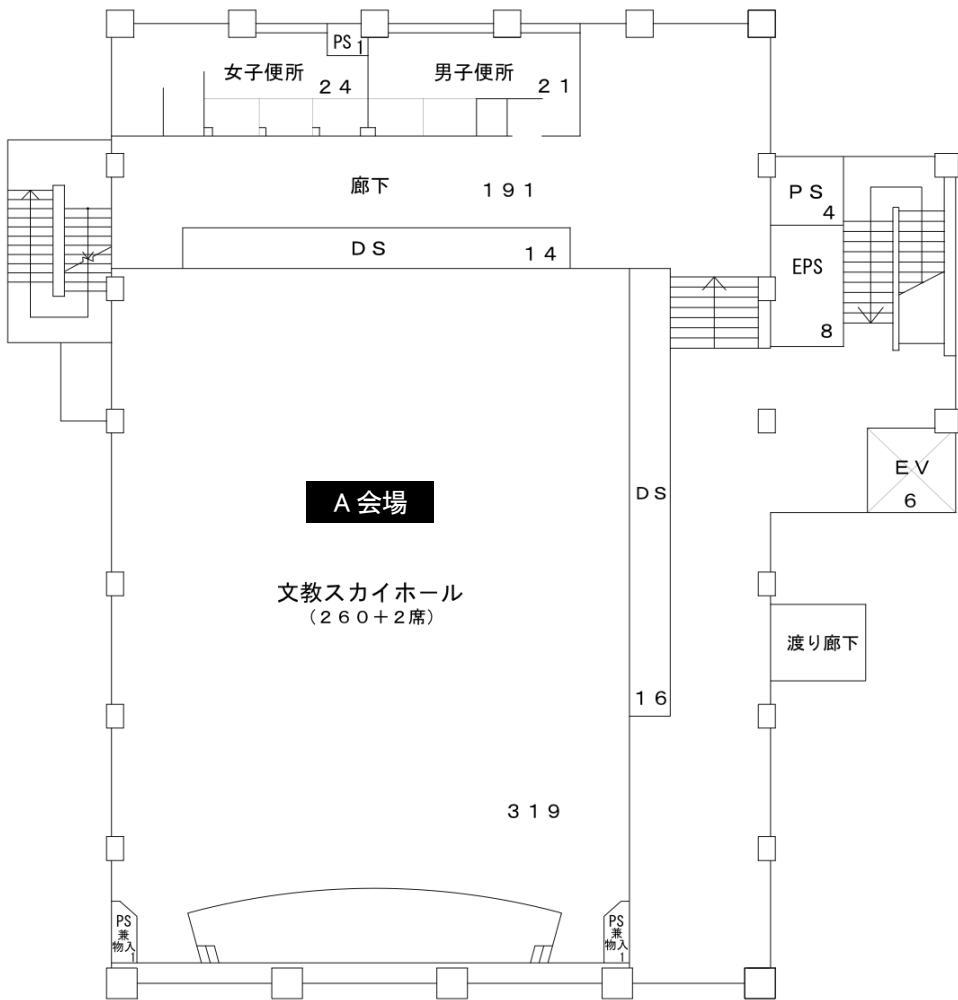 PS 1
女子便所
24
男子便所
21
廊下
191
PS
4
DS
14
EPS
8
A 会場
DS
16
EV
6
文教スカイホール
(260+2席)
渡り廊下
319
PS
兼
物入
1
PS
兼
物入
1